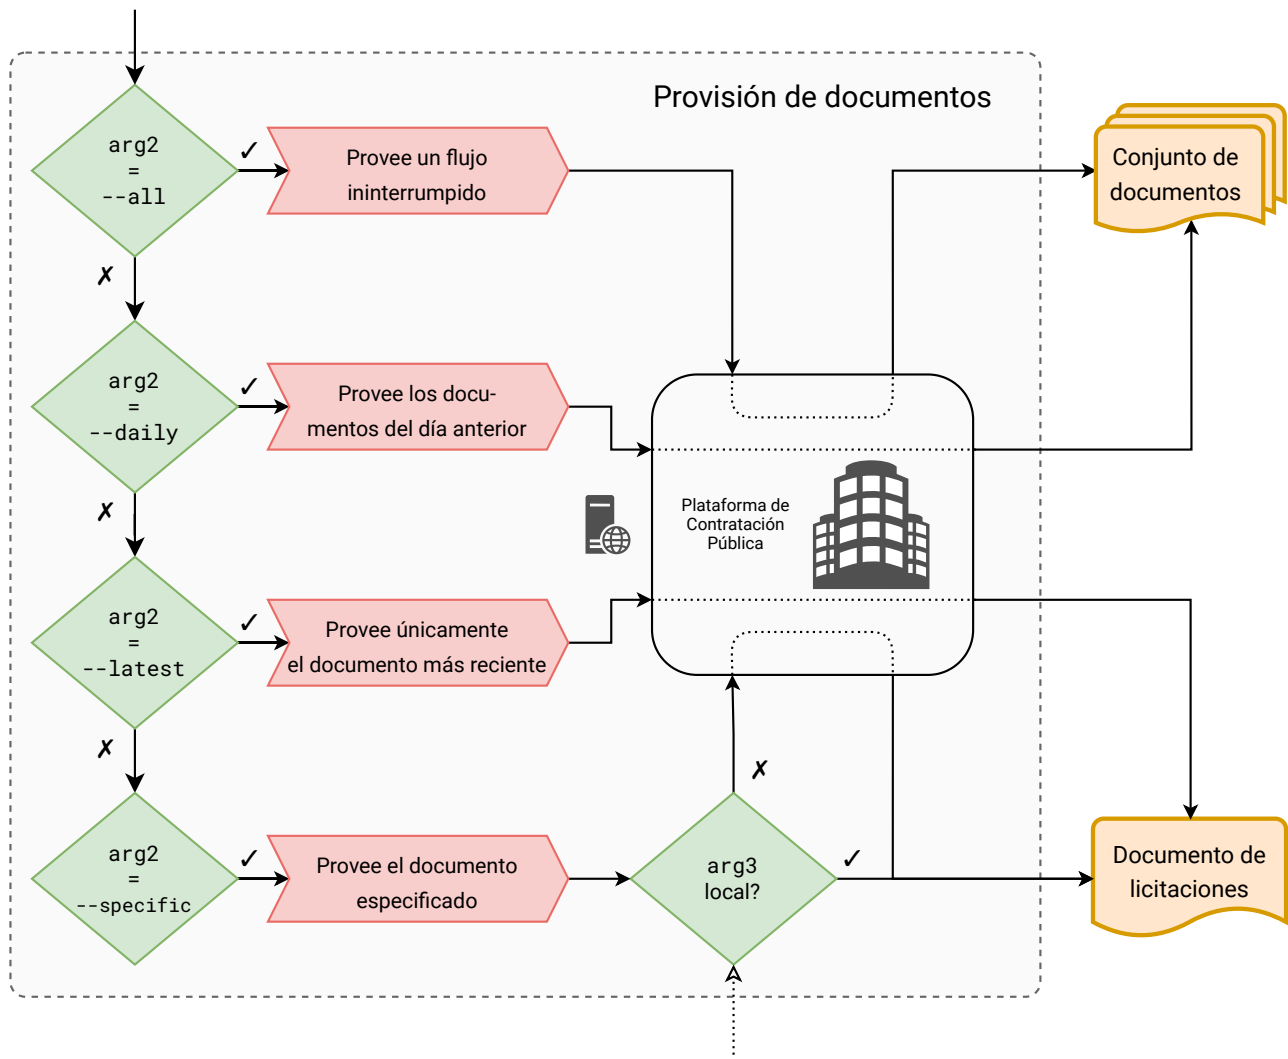 Provisión de documentos
arg2
=
--all
✓
Provee un flujo
ininterrumpido
Conjunto de
documentos
✗
arg2
=
--daily
✓
Provee los docu-
mentos del día anterior
✗
Plataforma de
Contratación
Pública
arg2
=
--latest
✓
Provee únicamente
el documento más reciente
✗
✗
arg2
=
--specific
✓
Provee el documento
especificado
arg3
local?
✓
Documento de
licitaciones